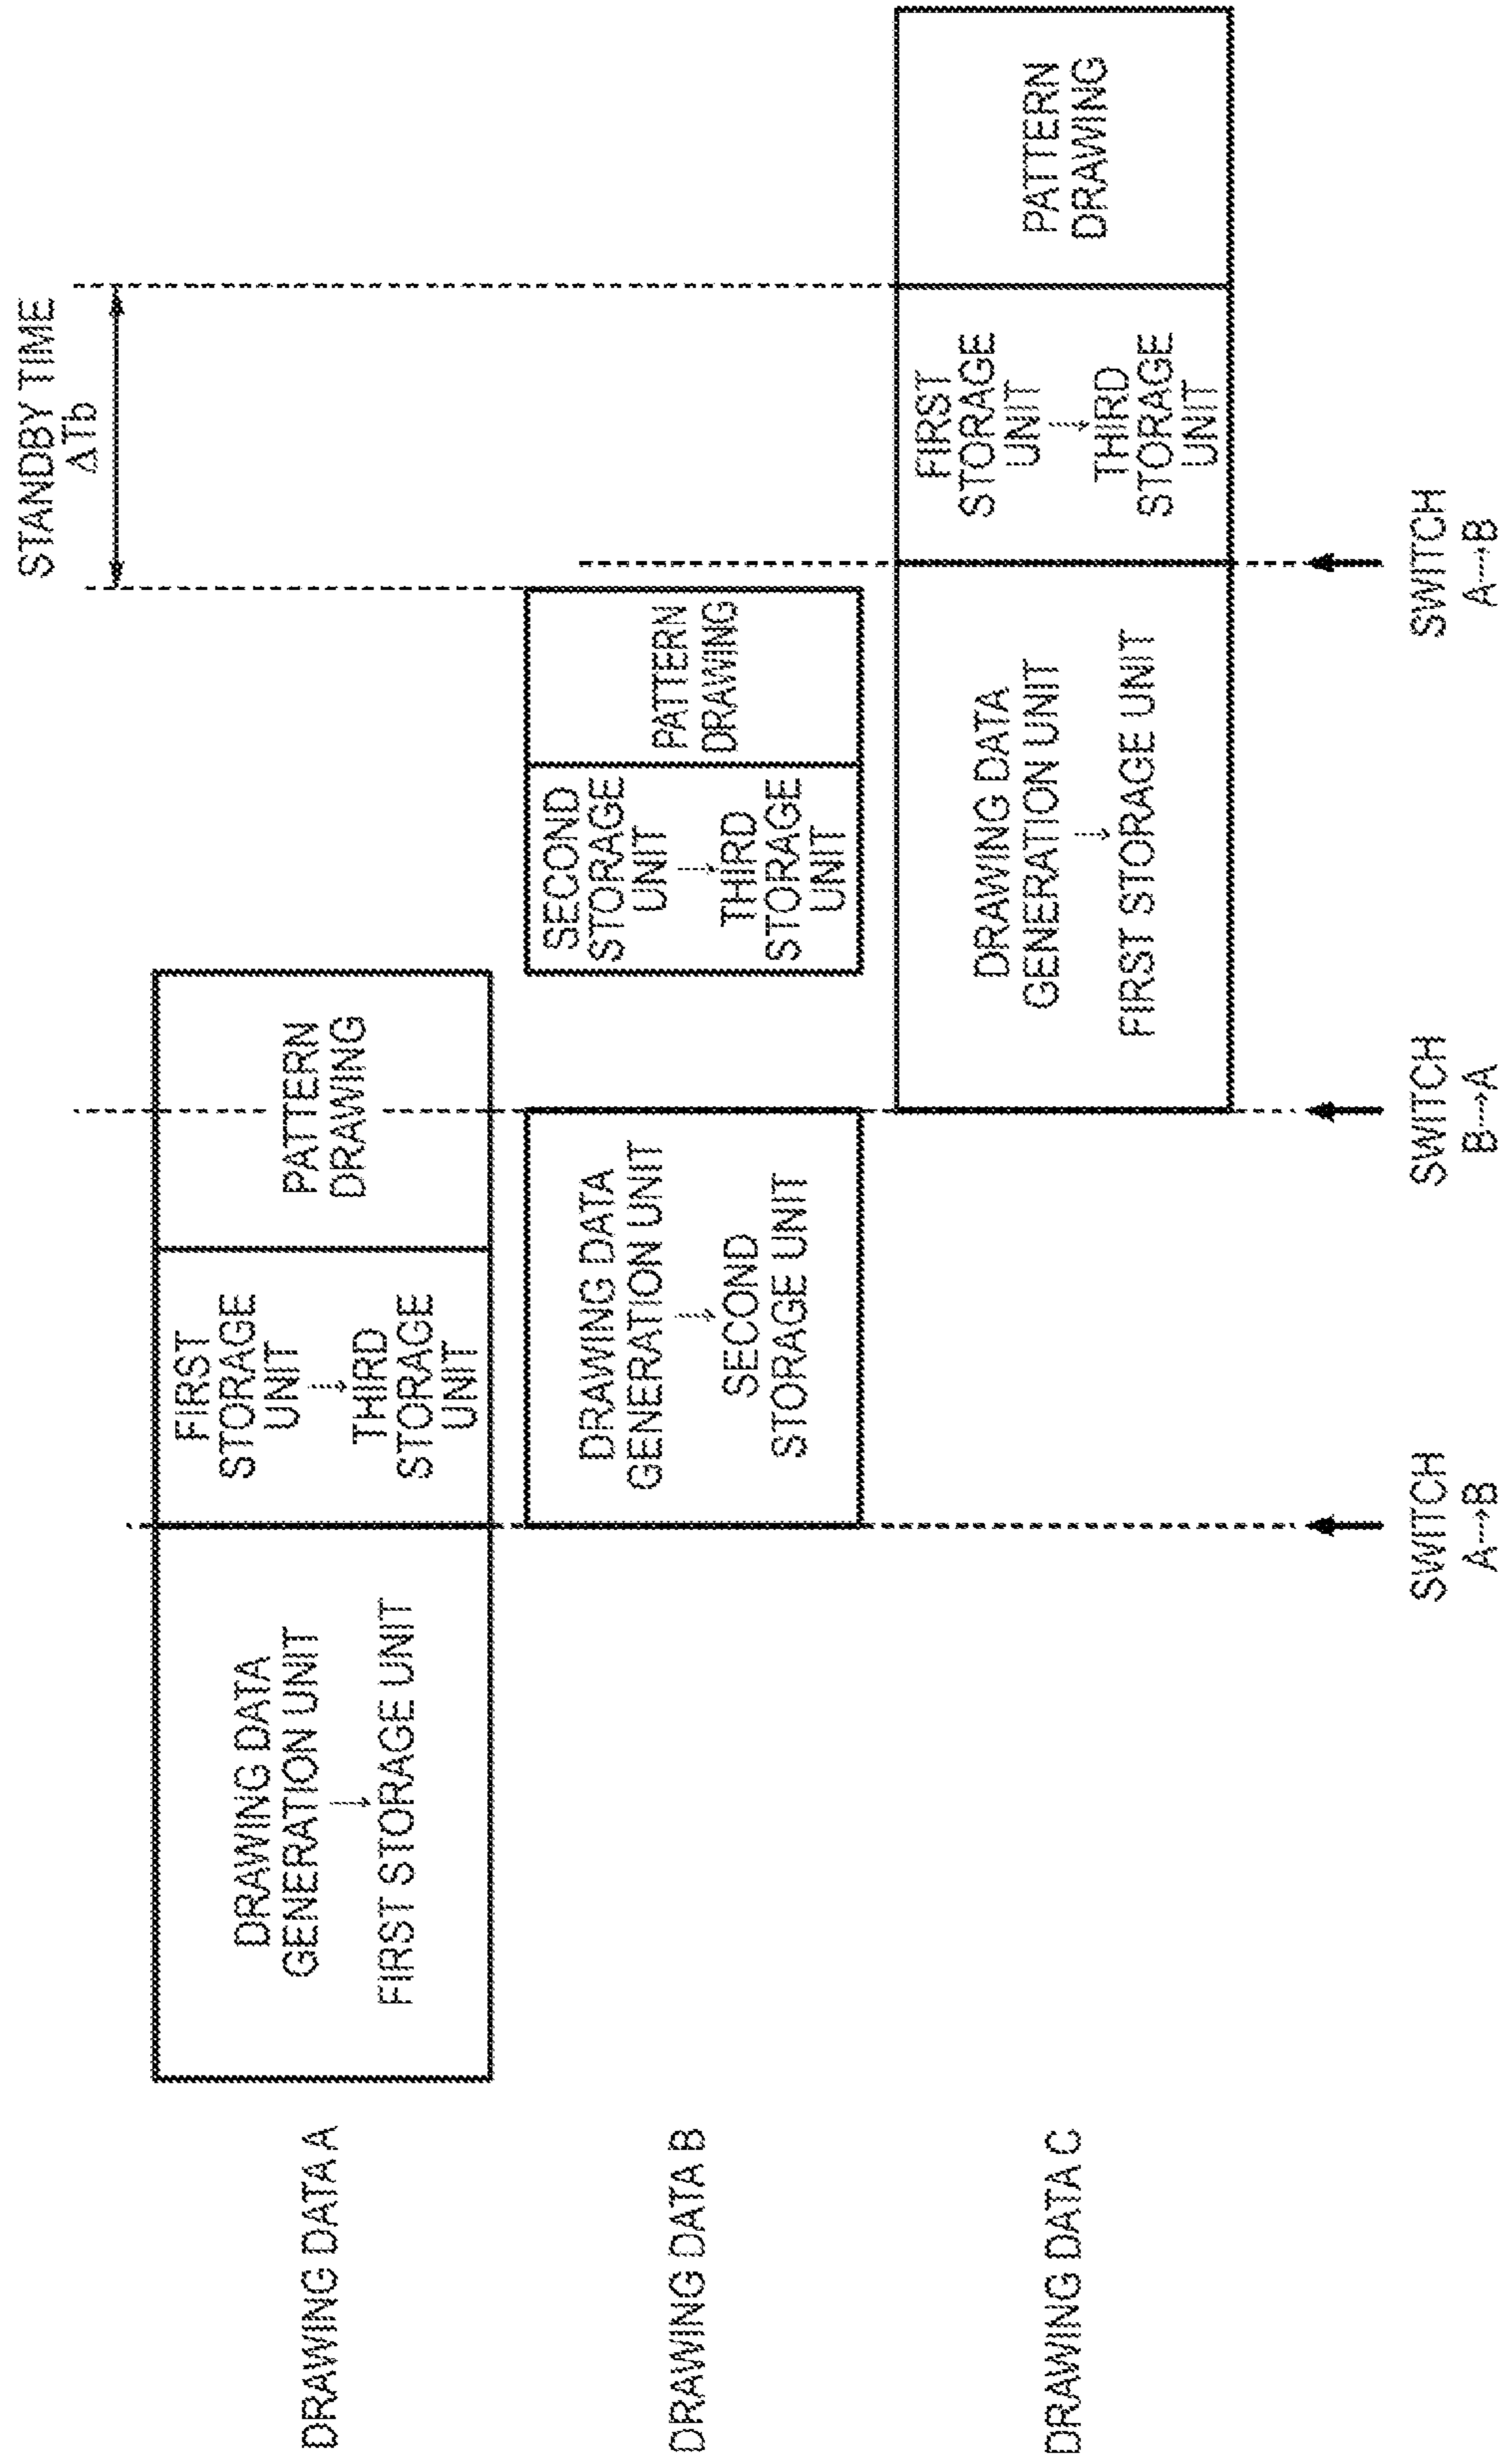 STANDBY TIME
ΔTb
DRAWING DATA A
DRAWING DATA
GENERATION UNIT
→
FIRST STORAGE UNIT
FIRST
STORAGE
UNIT
→
THIRD
STORAGE
UNIT
PATTERN
DRAWING
DRAWING DATA B
DRAWING DATA
GENERATION UNIT
→
SECOND
STORAGE UNIT
SECOND
STORAGE
UNIT
→
THIRD
STORAGE
UNIT
PATTERN
DRAWING
DRAWING DATA C
DRAWING DATA
GENERATION UNIT
→
FIRST STORAGE UNIT
FIRST
STORAGE
UNIT
→
THIRD
STORAGE
UNIT
PATTERN
DRAWING
SWITCH
A→B
SWITCH
B→A
SWITCH
A→B